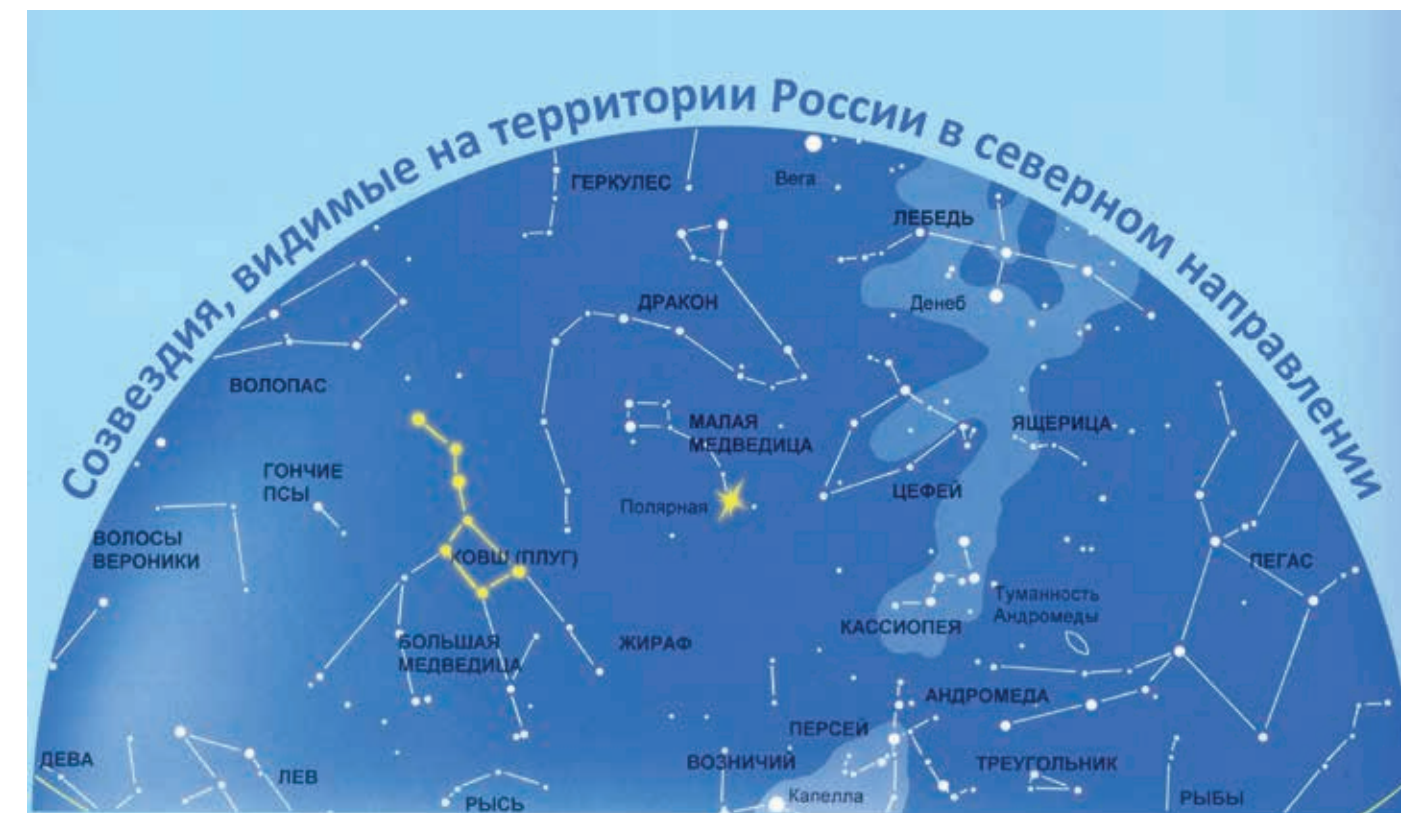 Созвездия, видимые на территории России в северном направлении
ГЕРКУЛЕС
Вега
ЛЕБЕДЬ
Денеб
ДРАКОН
ВОЛОПАС
МАЛАЯ
МЕДВЕДИЦА
ЯЩЕРИЦА
ГОНЧИЕ
ПСЫ
Полярная
ЦЕФЕЙ
ВОЛОСЫ
ВЕРОНИКИ
КОВШ (ПЛУГ)
ПЕГАС
Туманность
Андромеды
КАССИОПЕЯ
БОЛЬШАЯ
МЕДВЕДИЦА
ЖИРАФ
АНДРОМЕДА
ПЕРСЕЙ
ДЕВА
ЛЕВ
ВОЗНИЧИЙ
ТРЕУГОЛЬНИК
РЫСЬ
Капелла
РЫБЫ